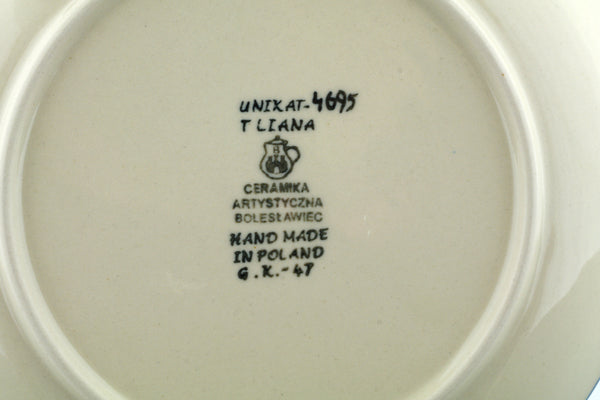 UNIKAT-4695
T LIANA
B
CERAMIKA
ARTYSTYCZNA
BOLESŁAWIEC
HAND MADE
IN POLAND
G.K.-47